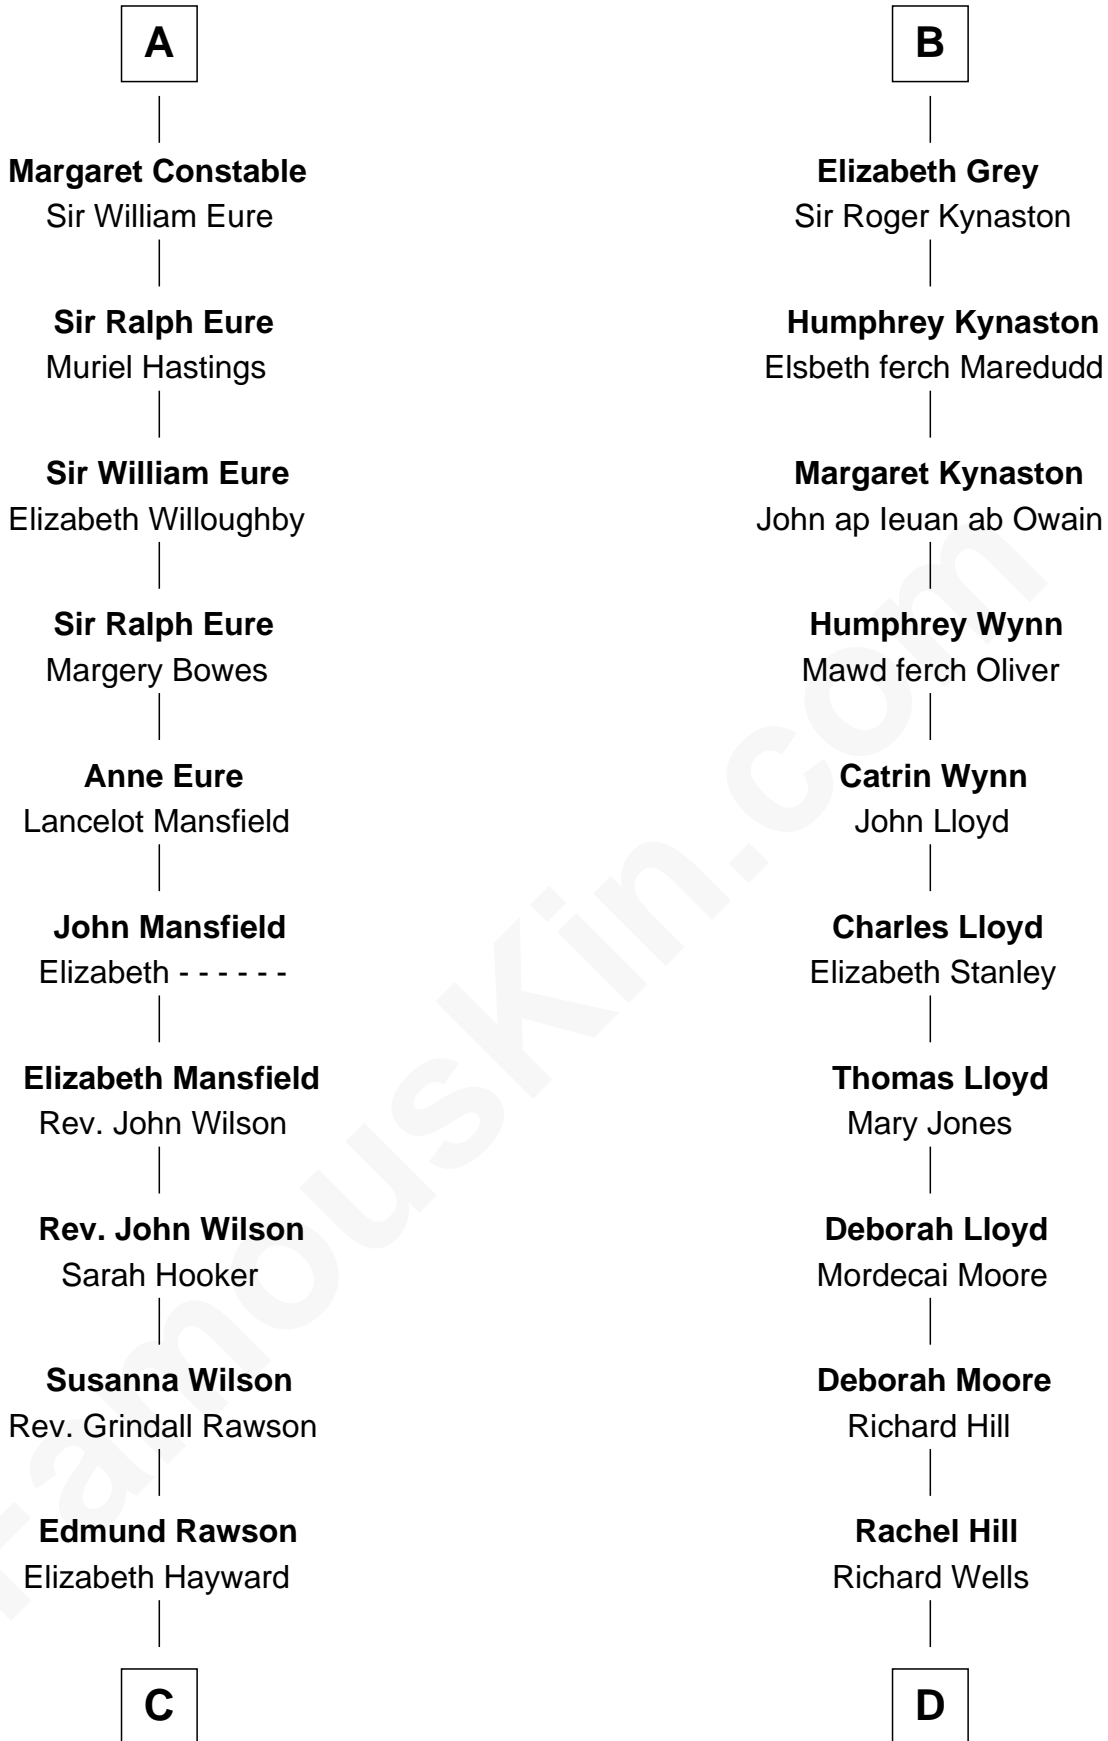 A
Margaret Constable
Sir William Eure
Sir Ralph Eure
Muriel Hastings
Sir William Eure
Elizabeth Willoughby
Sir Ralph Eure
Margery Bowes
Anne Eure
Lancelot Mansfield
John Mansfield
Elizabeth - - - - - -
Elizabeth Mansfield
Rev. John Wilson
Rev. John Wilson
Sarah Hooker
Susanna Wilson
Rev. Grindall Rawson
Edmund Rawson
Elizabeth Hayward
C
B
Elizabeth Grey
Sir Roger Kynaston
Humphrey Kynaston
Elsbeth ferch Maredudd
Margaret Kynaston
John ap Ieuan ab Owain
Humphrey Wynn
Mawd ferch Oliver
Catrin Wynn
John Lloyd
Charles Lloyd
Elizabeth Stanley
Thomas Lloyd
Mary Jones
Deborah Lloyd
Mordecai Moore
Deborah Moore
Richard Hill
Rachel Hill
Richard Wells
D
FamousKin.com